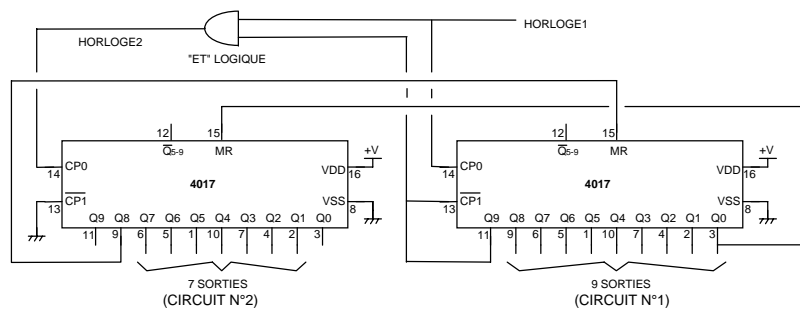 HORLOGE1
HORLOGE2
"ET" LOGIQUE
12 15 12 15
Q5-9 MR +V Q5-9 MR +V
14 CP0 VDD 16 14 CP0 VDD 16
4017 4017
13 CP1 VSS 8 13 CP1 VSS 8
Q9 Q8 Q7 Q6 Q5 Q4 Q3 Q2 Q1 Q0 Q9 Q8 Q7 Q6 Q5 Q4 Q3 Q2 Q1 Q0
11 9 6 5 1 10 7 4 2 3 11 9 6 5 1 10 7 4 2 3
7 SORTIES 9 SORTIES
(CIRCUIT N°2) (CIRCUIT N°1)